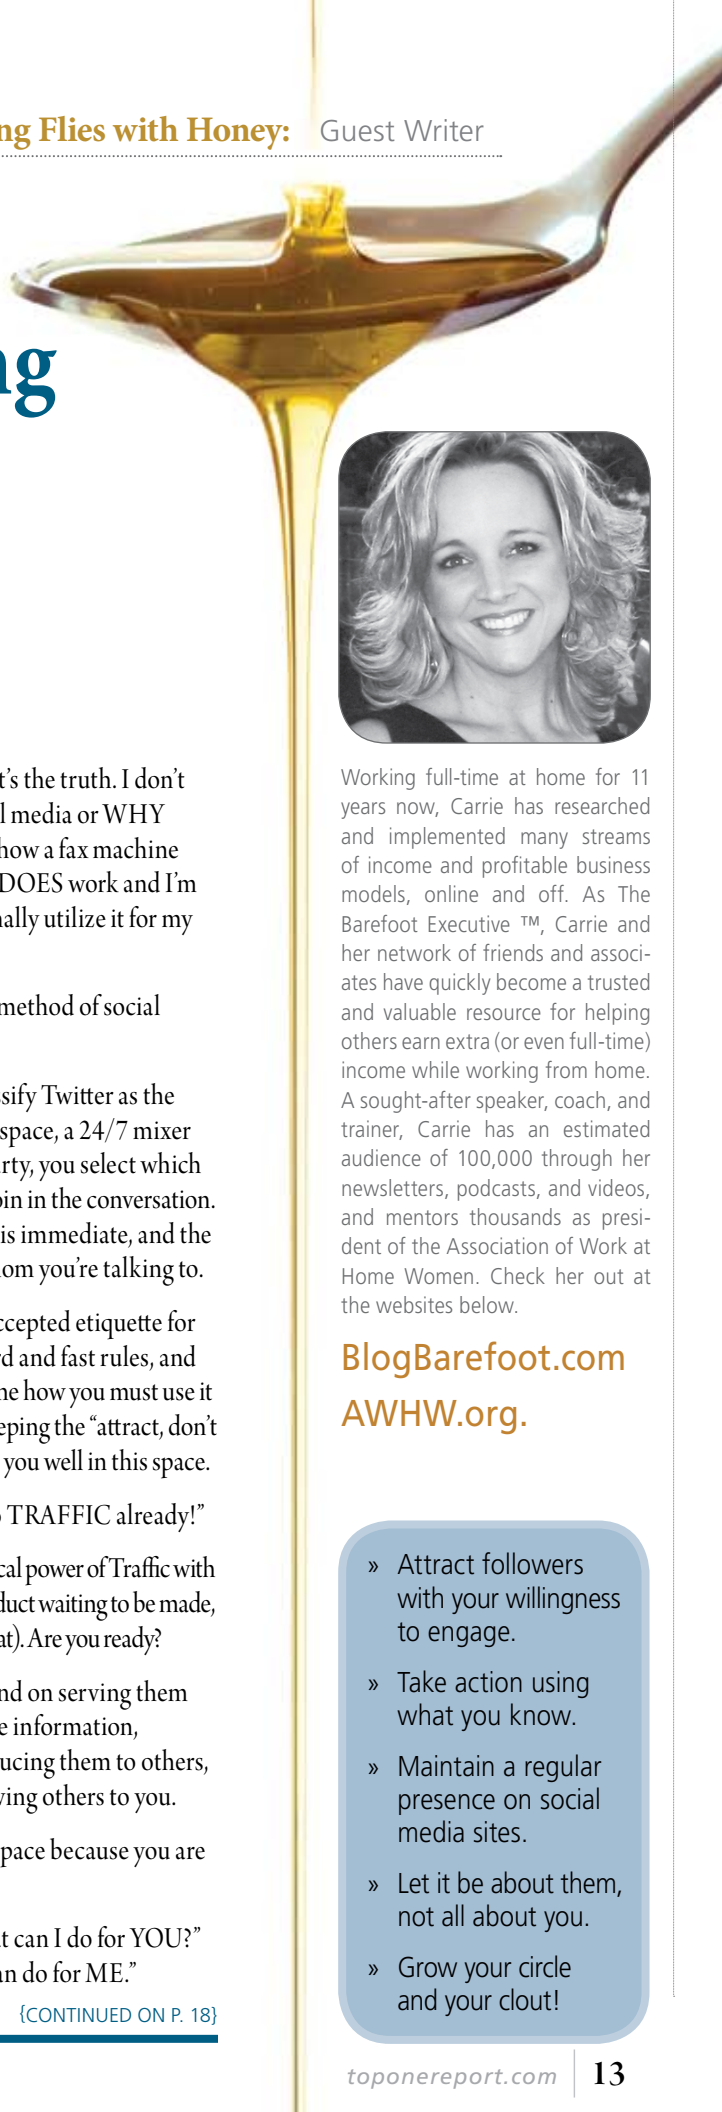 ng Flies with Honey: Guest Writer
ng
t’s the truth. I don’t
l media or WHY
how a fax machine
DOES work and I’m
nally utilize it for my
method of social
sify Twitter as the
space, a 24/7 mixer
rty, you select which
oin in the conversation.
is immediate, and the
hom you’re talking to.
ccepted etiquette for
rd and fast rules, and
ne how you must use it
eping the “attract, don’t
you well in this space.
TRAFFIC already!”
cal power of Traffic with
duct waiting to be made,
at). Are you ready?
nd on serving them
e information,
ucing them to others,
ving others to you.
pace because you are
t can I do for YOU?”
an do for ME.”
{CONTINUED ON P. 18}
Working full-time at home for 11
years now, Carrie has researched
and implemented many streams
of income and profitable business
models, online and off. As The
Barefoot Executive ™, Carrie and
her network of friends and associ-
ates have quickly become a trusted
and valuable resource for helping
others earn extra (or even full-time)
income while working from home.
A sought-after speaker, coach, and
trainer, Carrie has an estimated
audience of 100,000 through her
newsletters, podcasts, and videos,
and mentors thousands as presi-
dent of the Association of Work at
Home Women. Check her out at
the websites below.
BlogBarefoot.com
AWHW.org.
» Attract followers
with your willingness
to engage.
» Take action using
what you know.
» Maintain a regular
presence on social
media sites.
» Let it be about them,
not all about you.
» Grow your circle
and your clout!
toponereport.com 13